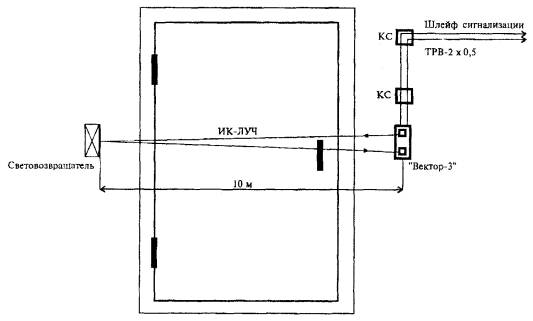 Шлейф сигнализации
КС
ТРВ-2 х 0,5
КС
ИК-ЛУЧ
Световозвращатель
"Вектор-3"
10 м